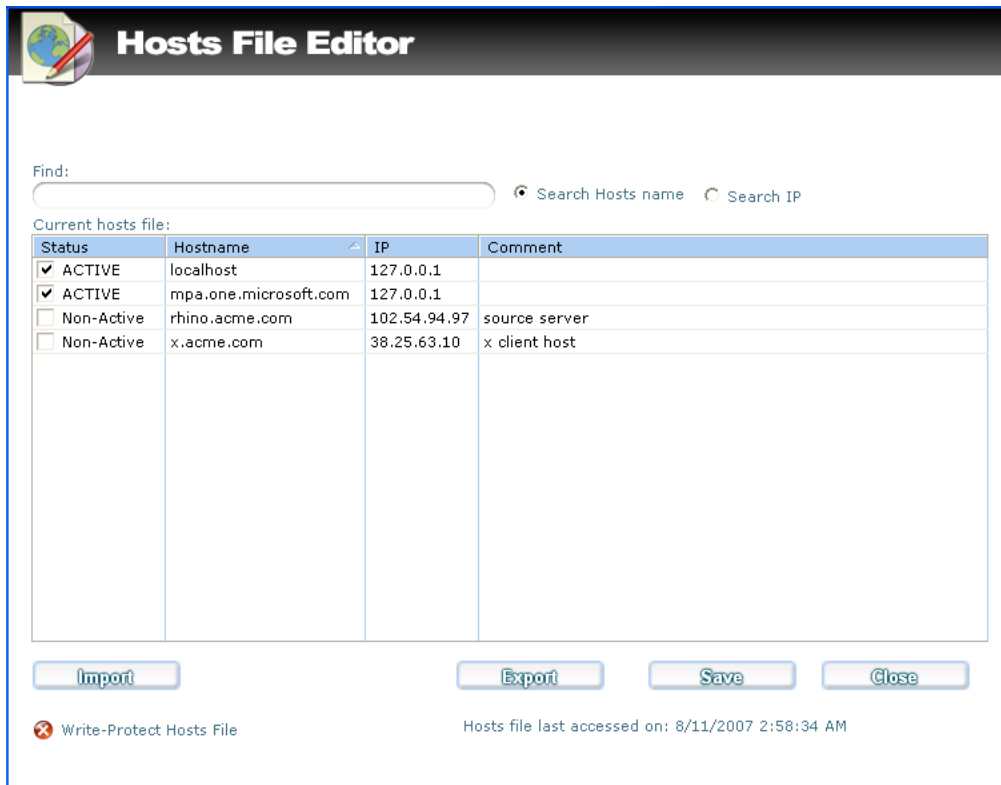 Hosts File Editor
Find:
Search Hosts name Search IP
Current hosts file:
Status Hostname IP Comment
ACTIVE localhost 127.0.0.1
ACTIVE mpa.one.microsoft.com 127.0.0.1
Non-Active rhino.acme.com 102.54.94.97 source server
Non-Active x.acme.com 38.25.63.10 x client host
Import Export Save Close
Write-Protect Hosts File Hosts file last accessed on: 8/11/2007 2:58:34 AM